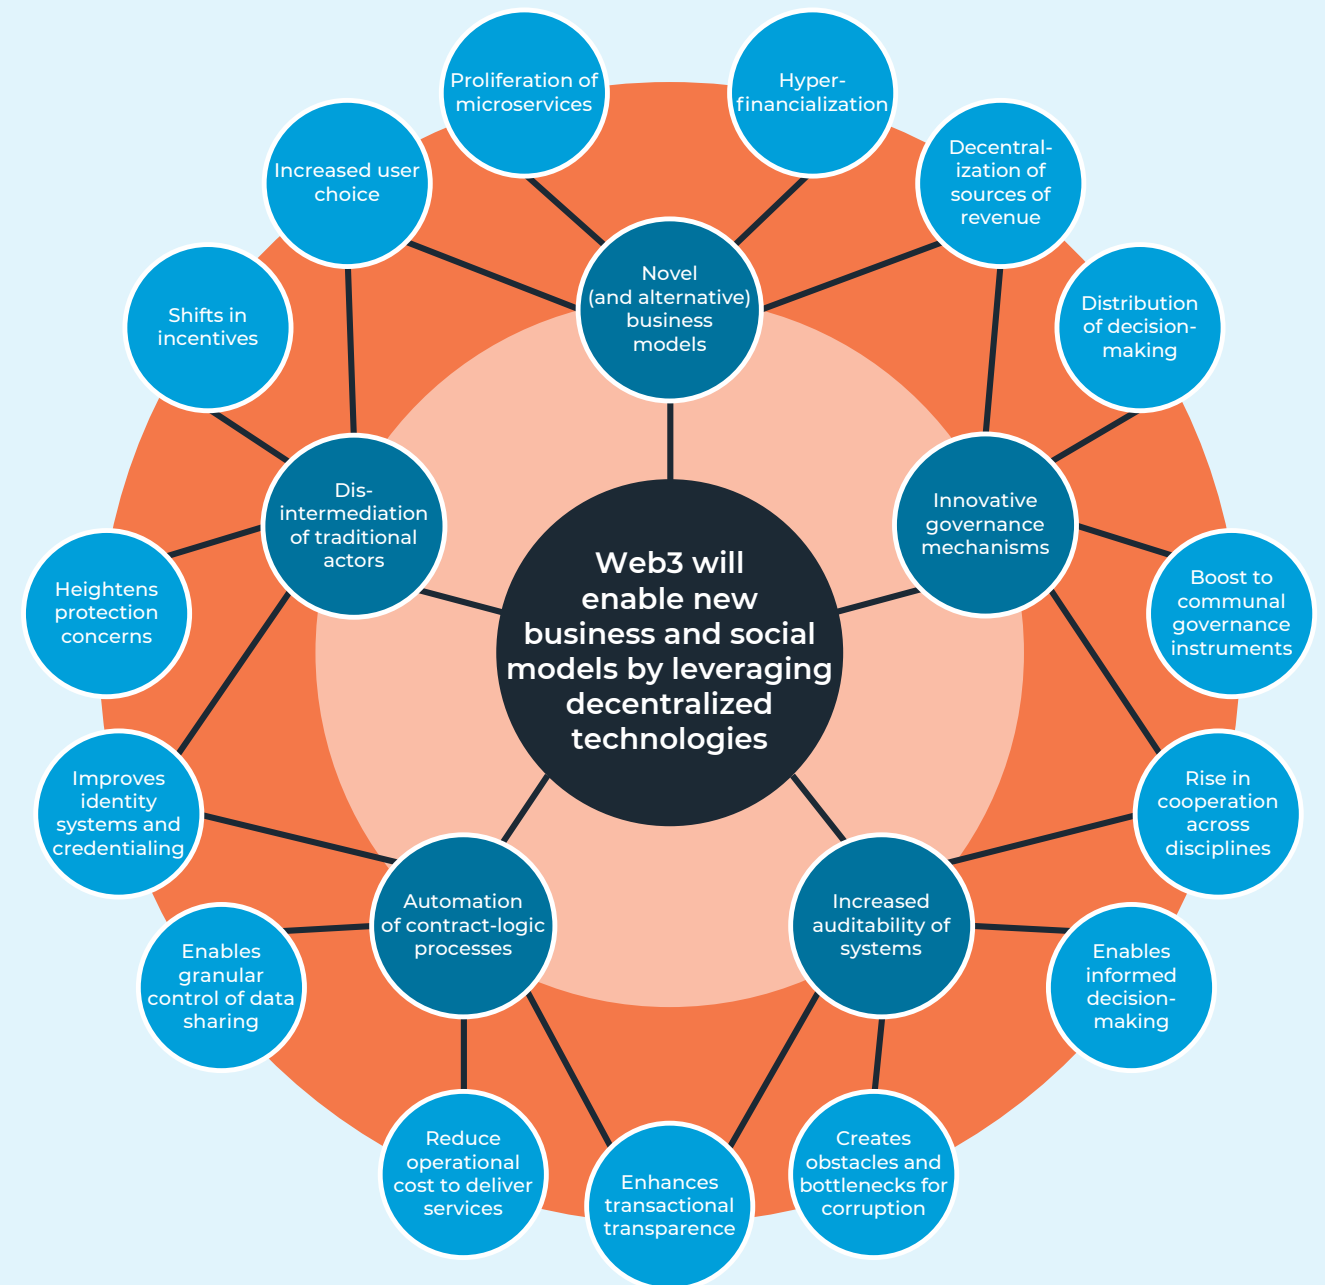 Proliferation of
microservices
Hyper-
financialization
Increased user
choice
Decentral-
ization of
sources of
revenue
Shifts in
incentives
Novel
(and alternative)
business
models
Distribution
of decision-
making
Dis-
intermediation
of traditional
actors
Innovative
governance
mechanisms
Heightens
protection
concerns
Web3 will
enable new
business and social
models by leveraging
decentralized
technologies
Boost to
communal
governance
instruments
Improves
identity
systems and
credentialing
Rise in
cooperation
across
disciplines
Automation
of contract-logic
processes
Increased
auditability of
systems
Enables
granular
control of data
sharing
Enables
informed
decision-
making
Reduce
operational
cost to deliver
services
Enhances
transactional
transparence
Creates
obstacles and
bottlenecks for
corruption